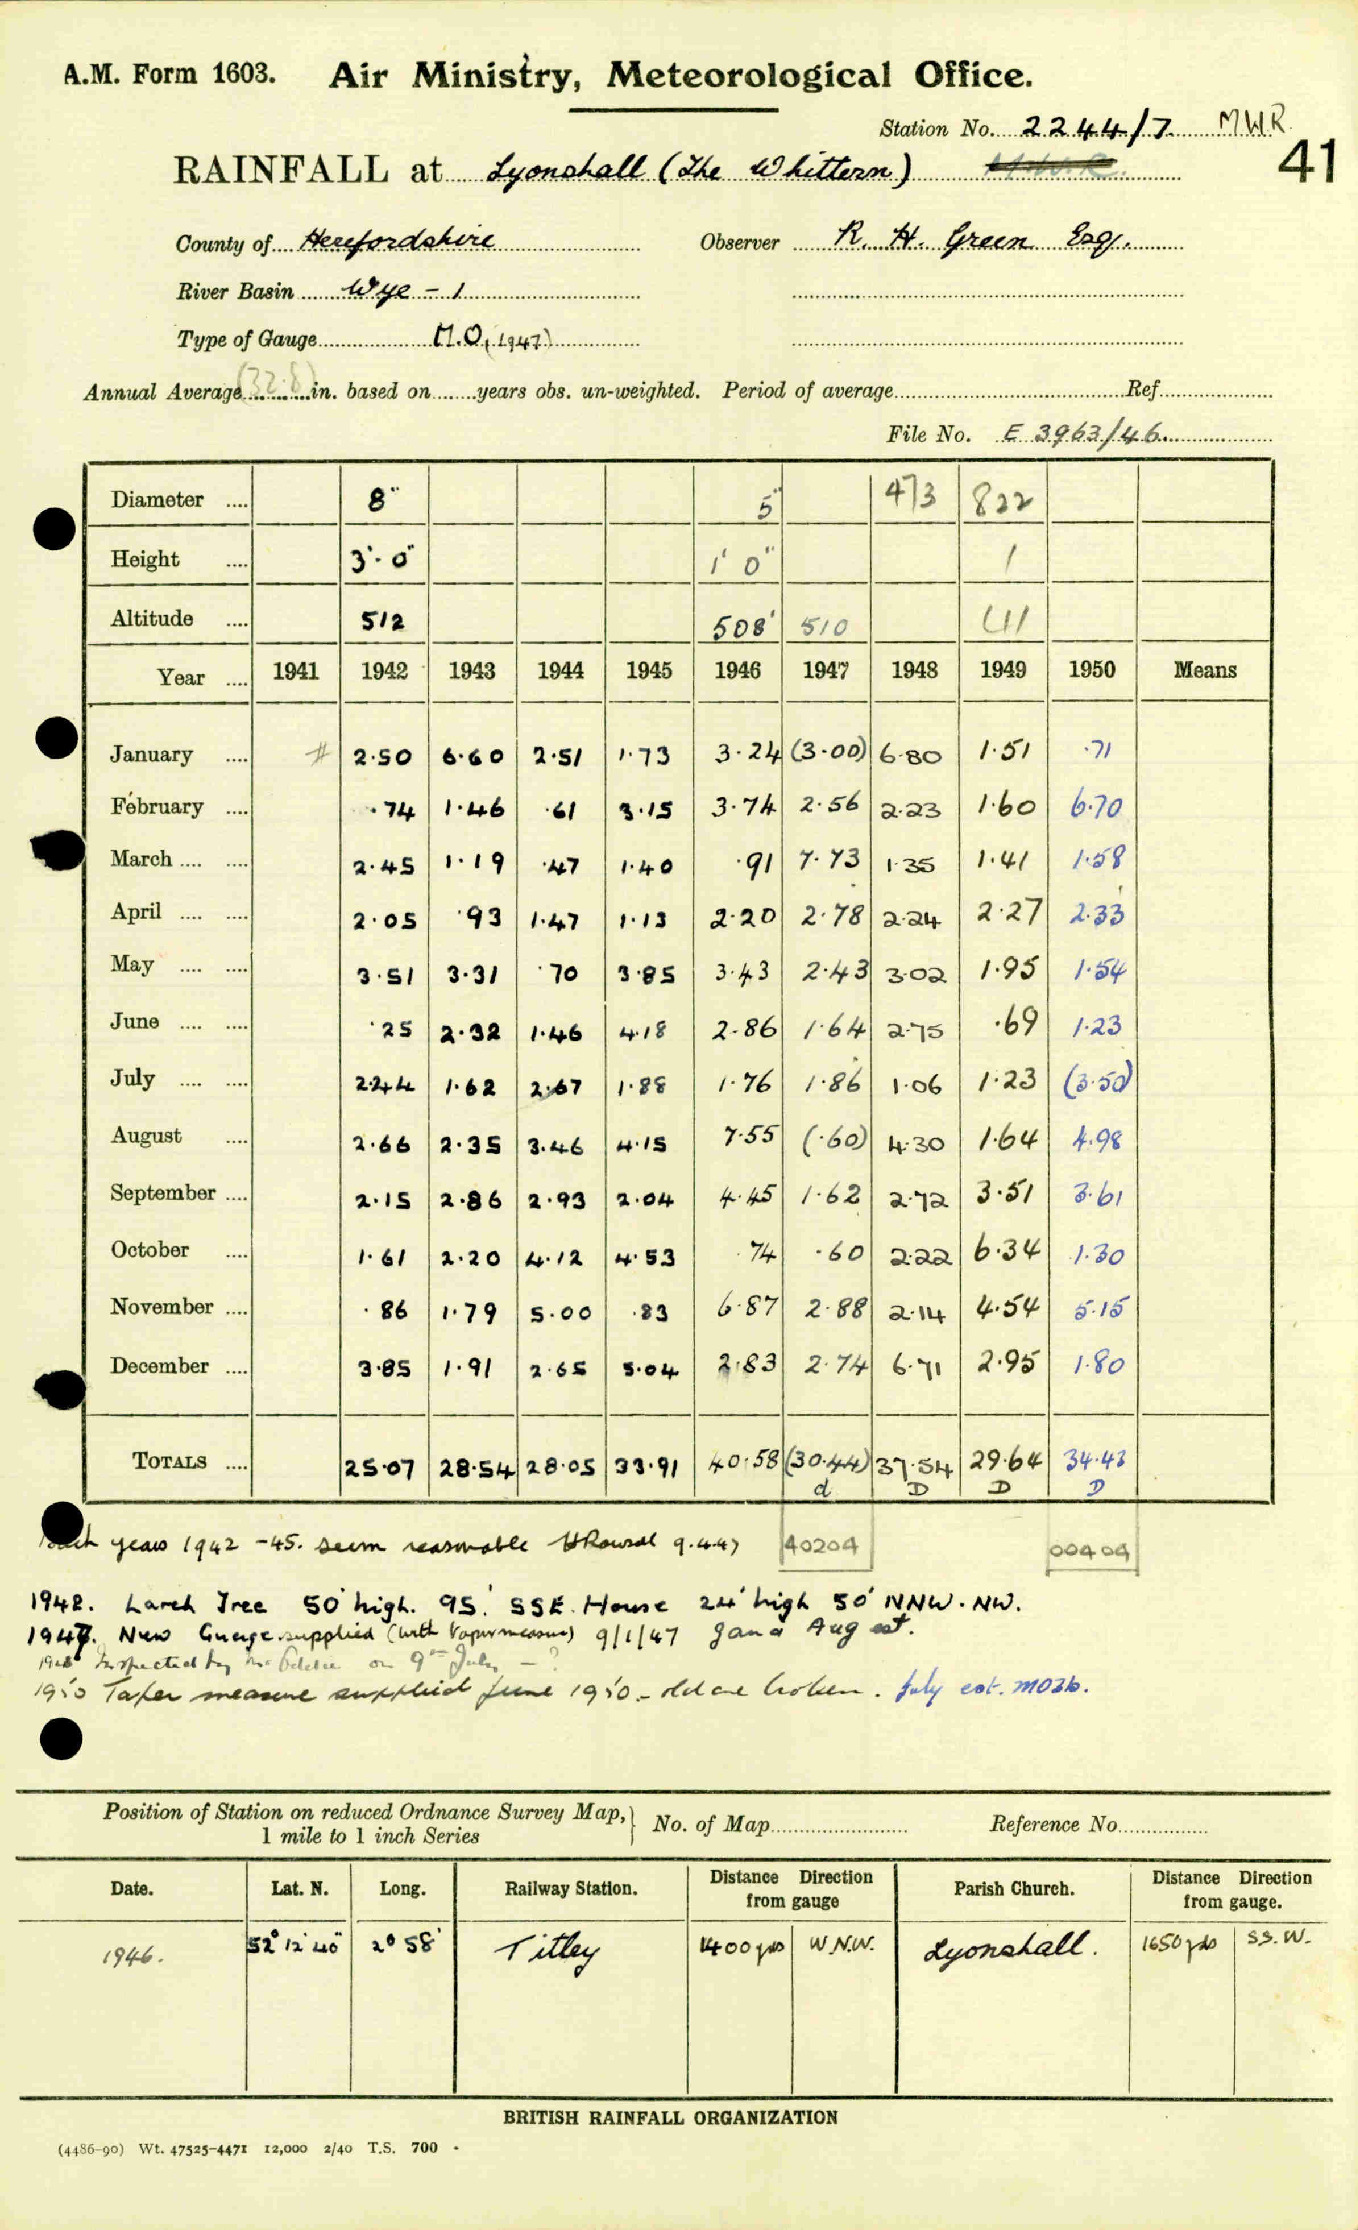 A.M. Form 1603. Air Ministry, Meteorological Office.
Station No. 2244/7 MWR
41
RAINFALL at Lyonshall (The Whittern) M.W.R.
County of Herefordshire Observer R. H. Green Esq.
River Basin Wye - 1
Type of Gauge M.O. (1947)
Annual Average (32.8) in. based on years obs. un-weighted. Period of average Ref
File No. E 3963/46
Diameter .... 8" 5" 473 822
Height .... 3'-0" 1' 0" 1
Altitude .... 512 508' 510
Year .... 1941 1942 1943 1944 1945 1946 1947 1948 1949 1950 Means
January .... # 2.50 6.60 2.51 1.73 3.24 (3.00) 6.80 1.51 .71
February .... .74 1.46 .61 3.15 3.74 2.56 2.23 1.60 6.70
March .... .... 2.45 1.19 .47 1.40 .91 7.73 1.35 1.41 1.58
April .... .... 2.05 .93 1.47 1.13 2.20 2.78 2.24 2.27 2.33
May .... .... 3.51 3.31 .70 3.85 3.43 2.43 3.02 1.95 1.54
June .... .... .25 2.32 1.46 4.18 2.86 1.64 2.75 .69 1.23
July .... .... 2.44 1.62 2.67 1.88 1.76 1.86 1.06 1.23 (3.50)
August .... 2.66 2.35 3.46 4.15 7.55 (.60) 4.30 1.64 4.98
September .... 2.15 2.86 2.93 2.04 4.45 1.62 2.72 3.51 3.61
October .... 1.61 2.20 4.12 4.53 .74 .60 2.22 6.34 1.30
November .... .86 1.79 5.00 .83 6.87 2.88 2.14 4.54 5.15
December .... 3.85 1.91 2.65 5.04 2.83 2.74 6.71 2.95 1.80
TOTALS .... 25.07 28.54 28.05 33.91 40.58 (30.44) 37.54 29.64 34.43
d D D D
years 1942-45. seem reasonable 9.4.47 40204 00404
1942. Larch Tree 50' high. 95' SSE. House 24' high 50' NNW-NW.
1947. New Guage supplied (with taper measure) 9/1/47 Jan & Aug est.
1948 Inspected by on 9th July - ?
1950 Taper measure supplied June 1950 - old one broken. July est. MO3b.
Position of Station on reduced Ordnance Survey Map, 1 mile to 1 inch Series No. of Map Reference No.
Date. Lat. N. Long. Railway Station. Distance Direction from gauge Parish Church. Distance Direction from gauge.
1946. 52° 12' 40" 2° 58' Titley 1400 yds W.N.W. Lyonshall. 1650 yds S.S.W.
BRITISH RAINFALL ORGANIZATION
(4486-90) Wt. 47525-4471 12,000 2/40 T.S. 700